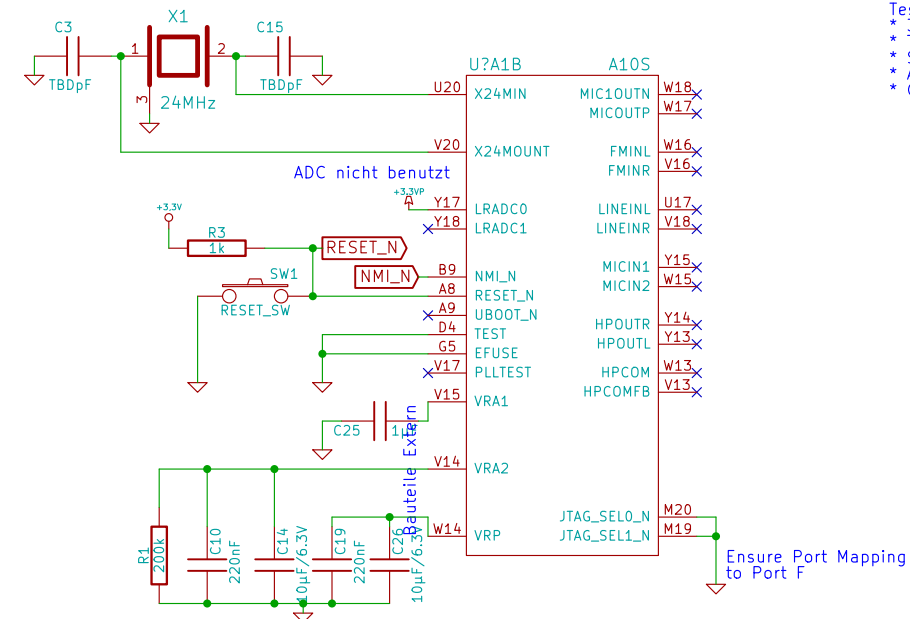 X1
C3
1
2
C15
TBDpF
3
24MHz
TBDpF
U?A1B
A10S
U20
X24MIN
V20
X24MOUNT
ADC nicht benutzt
+3,3VP
Y17
LRADC0
Y18
LRADC1
+3,3V
R3
1k
RESET_N
NMI_N
B9
NMI_N
SW1
RESET_SW
A8
RESET_N
A9
UBOOT_N
D4
TEST
G5
EFUSE
V17
PLLTEST
V15
VRA1
C25
Bauteile Extern
V14
VRA2
W14
VRP
R1
200k
C10
220nF
C14
10µF/6.3V
C19
220nF
C26
10µF/6.3V
MIC1OUTN
W18
MICOUTP
W17
FMINL
W16
FMINR
V16
LINEINL
U17
LINEINR
V18
MICIN1
Y15
MICIN2
W15
HPOUTR
Y14
HPOUTL
Y13
HPCOM
W13
HPCOMFB
V13
JTAG_SEL0_N
M20
JTAG_SEL1_N
M19
Ensure Port Mapping
to Port F